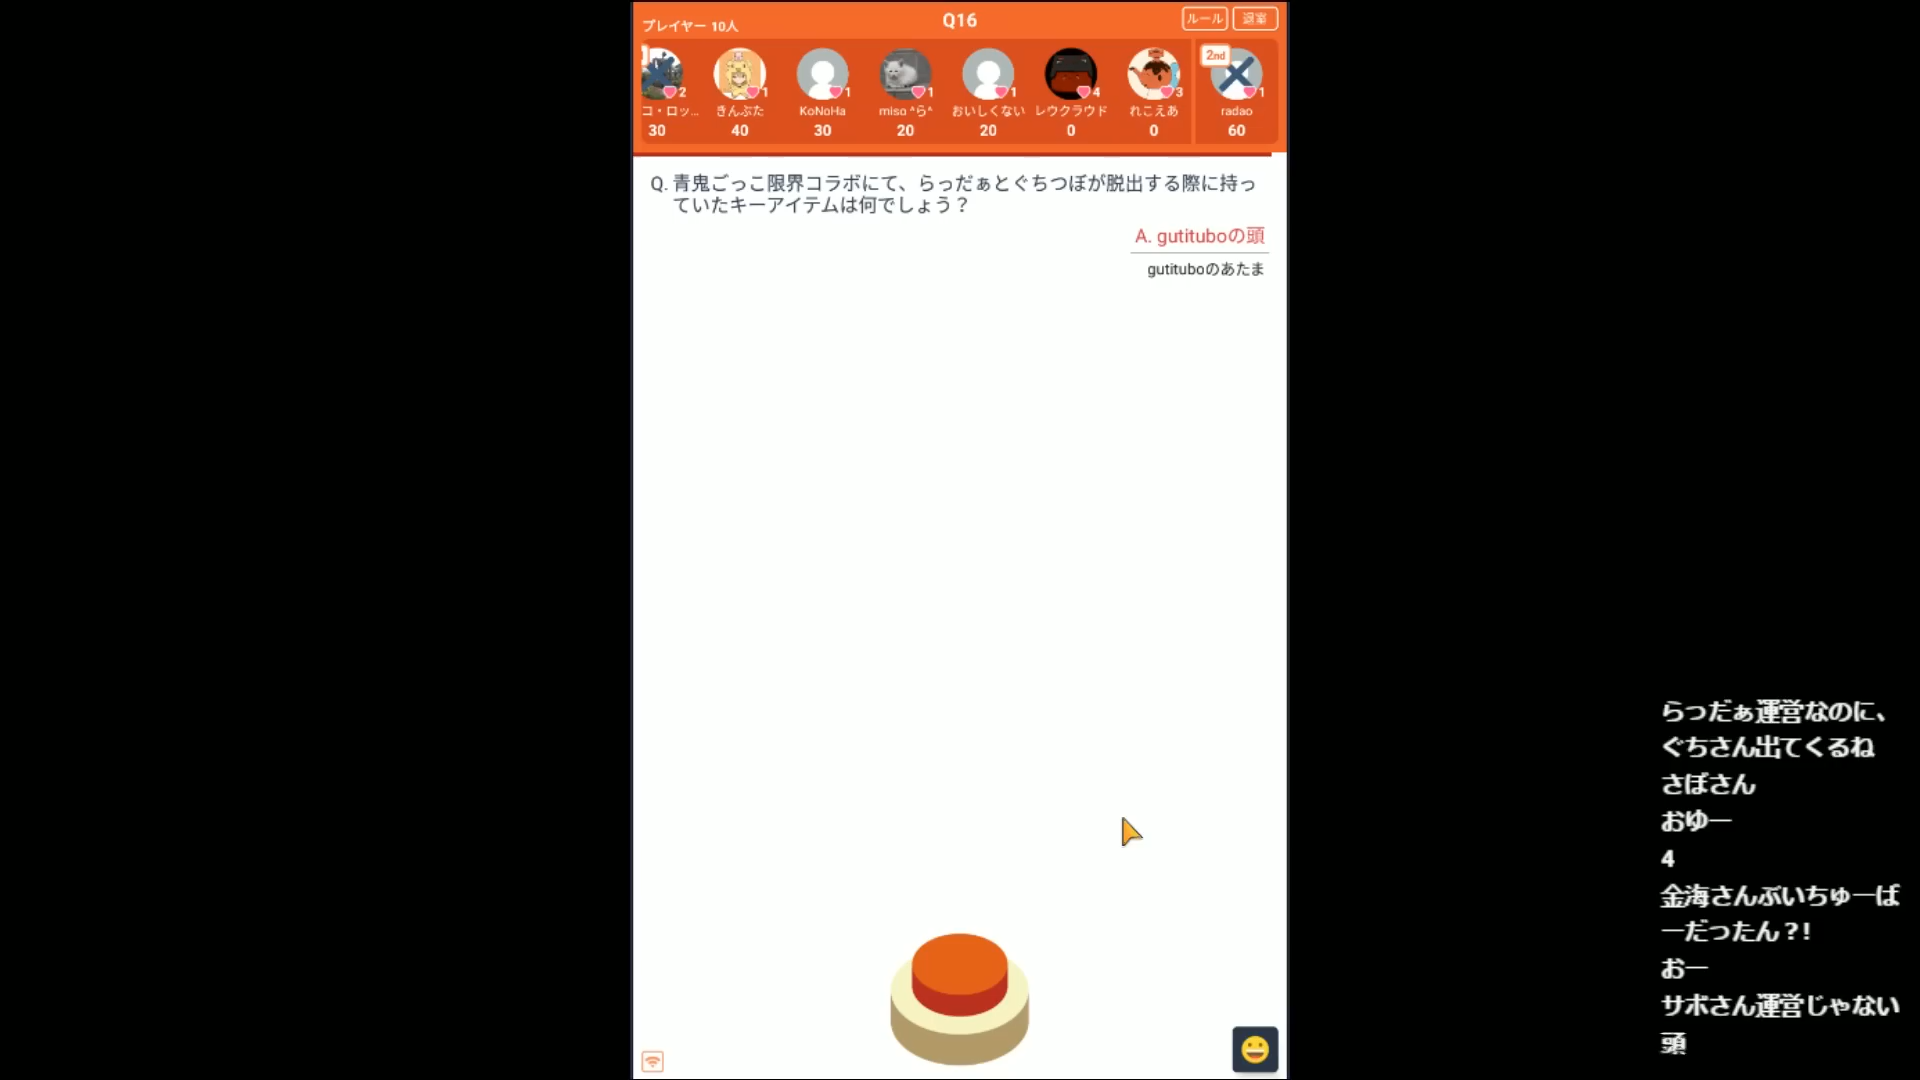 プレイヤー 10人
Q16
ルール
退室
2
コ・ロッ...
30
1
きんぶた
40
1
KoNoHa
30
1
miso ^ら^
20
1
おいしくない
20
4
レウクラウド
0
3
れこえあ
0
2nd
1
radao
60
Q. 青鬼ごっこ限界コラボにて、らっだぁとぐちつぼが脱出する際に持っ
ていたキーアイテムは何でしょう？
A. gutituboの頭
gutituboのあたま
らっだぁ運営なのに、
ぐちさん出てくるね
さぼさん
おゆー
4
金海さんぶいちゅーば
ーだったん？!
おー
サボさん運営じゃない
頭